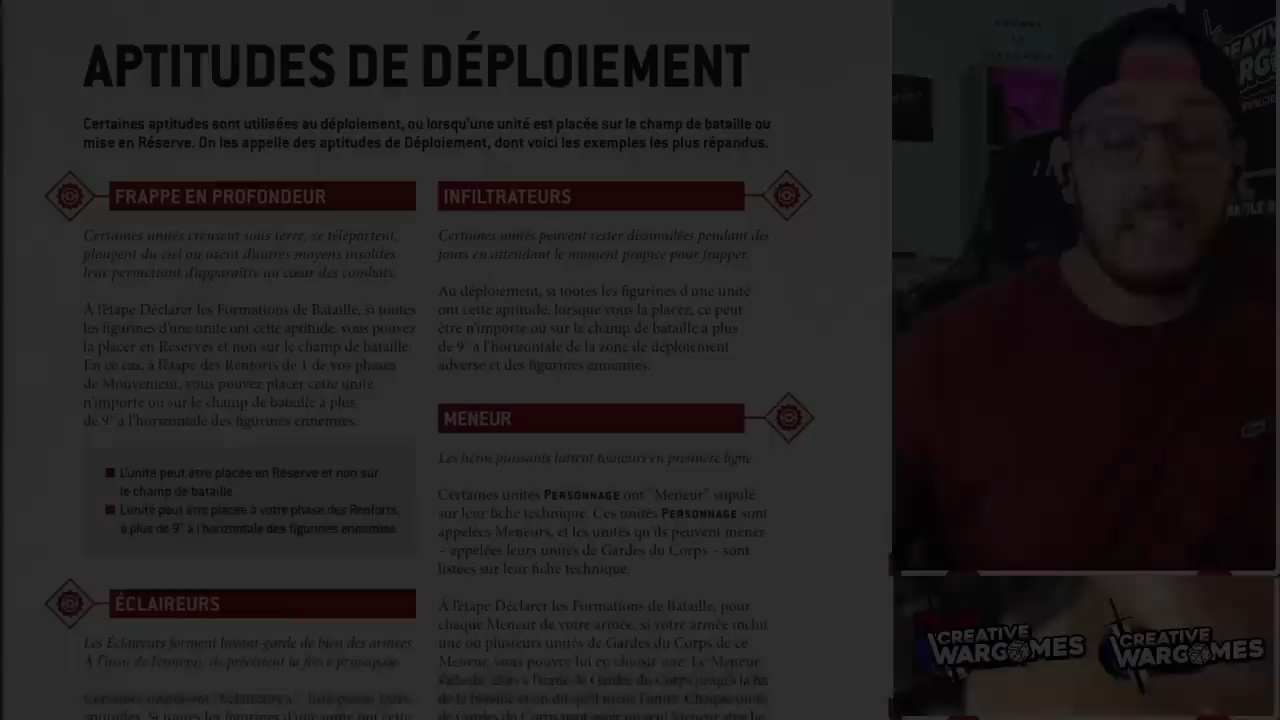 APTITUDES DE DÉPLOIEMENT
Certaines aptitudes sont utilisées au déploiement, ou lorsqu'une unité est placée sur le champ de bataille ou
mise en Réserve. On les appelle des aptitudes de Déploiement, dont voici les exemples les plus répandus.
FRAPPE EN PROFONDEUR
Certaines unités creusent sous terre, se téléportent,
plongent du ciel ou usent d'autres moyens insolites
leur permettant d'apparaître au cœur des combats.
À l'étape Déclarer les Formations de Bataille, si toutes
les figurines d'une unité ont cette aptitude, vous pouvez
la placer en Réserves et non sur le champ de bataille.
En ce cas, à l'étape des Renforts de 1 de vos phases
de Mouvement, vous pouvez placer cette unité
n'importe où sur le champ de bataille à plus
de 9" à l'horizontale des figurines ennemies.
■ L'unité peut être placée en Réserve et non sur
le champ de bataille.
■ L'unité peut être placée à votre phase des Renforts,
à plus de 9" à l'horizontale des figurines ennemies.
ÉCLAIREURS
Les Éclaireurs forment l'avant-garde de bien des armées.
À l'insu de l'ennemi, ils précèdent la force principale.
INFILTRATEURS
Certaines unités peuvent rester dissimulées pendant des
jours en attendant le moment propice pour frapper.
Au déploiement, si toutes les figurines d'une unité
ont cette aptitude, lorsque vous la placez, ce peut
être n'importe où sur le champ de bataille à plus
de 9" à l'horizontale de la zone de déploiement
adverse et des figurines ennemies.
MENEUR
Les héros puissants luttent toujours en première ligne.
Certaines unités PERSONNAGE ont "Meneur" stipulé
sur leur fiche technique. Ces unités PERSONNAGE sont
appelées Meneurs, et les unités qu'ils peuvent mener
– appelées leurs unités de Gardes du Corps – sont
listées sur leur fiche technique.
À l'étape Déclarer les Formations de Bataille, pour
chaque Meneur de votre armée, si votre armée inclut
une ou plusieurs unités de Gardes du Corps de ce
Meneur, vous pouvez lui en choisir une. Le Meneur
CREATIVE
WARGAMES
CREATIVE
WARGAMES